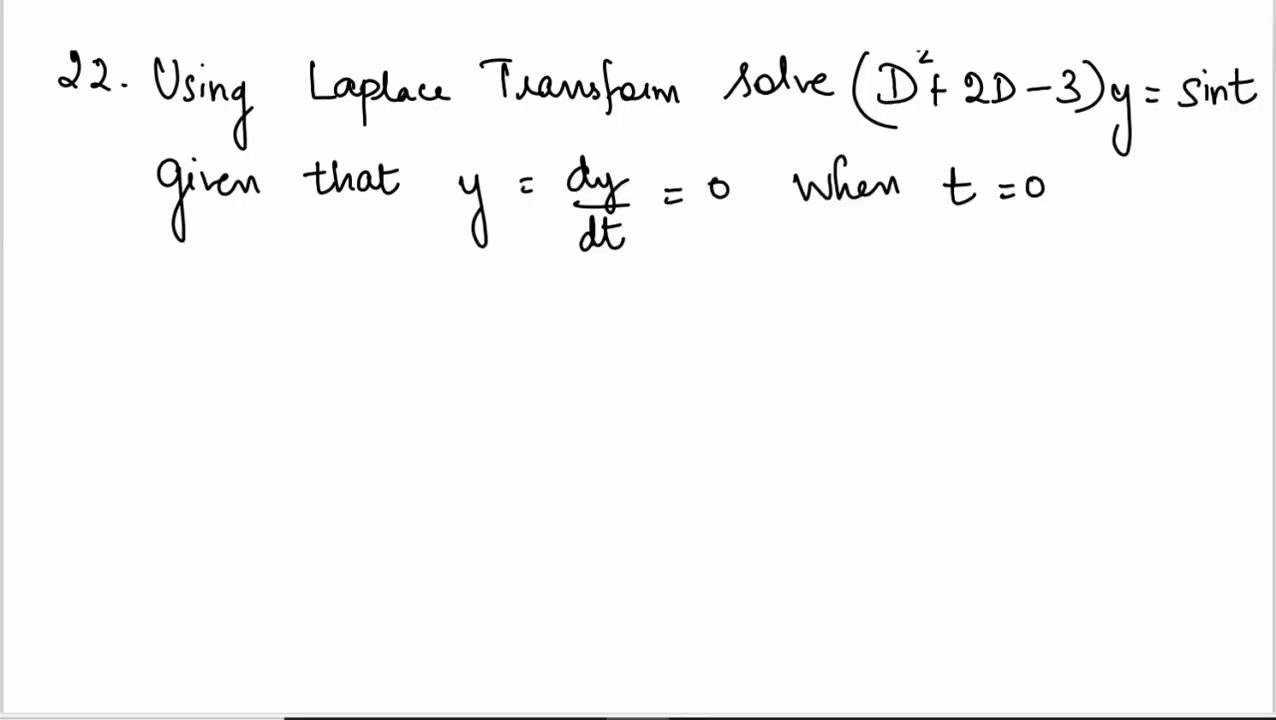 22. Using Laplace Transform solve (D²+ 2D - 3)y = sint
given that y = dy/dt = 0 when t = 0